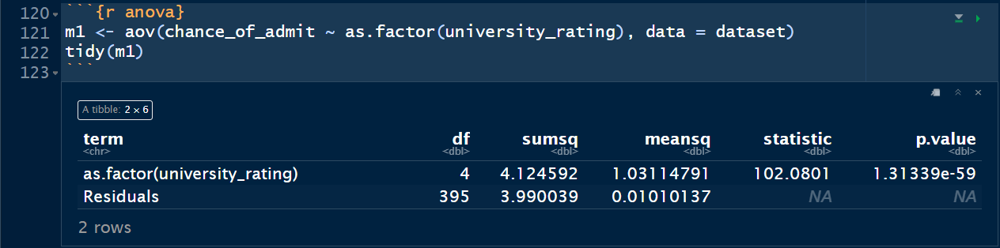 120 ```{r anova}
121 m1 <- aov(chance_of_admit ~ as.factor(university_rating), data = dataset)
122 tidy(m1)
123 ```
A tibble: 2 × 6
term df sumsq meansq statistic p.value
<chr> <dbl> <dbl> <dbl> <dbl> <dbl>
as.factor(university_rating) 4 4.124592 1.03114791 102.0801 1.31339e-59
Residuals 395 3.990039 0.01010137 NA NA
2 rows